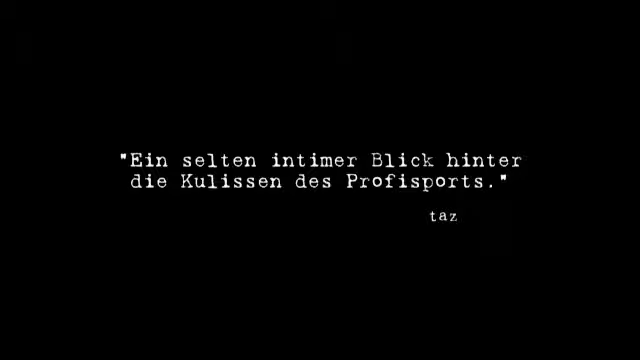 "Ein selten intimer Blick hinter
die Kulissen des Profisports."
taz